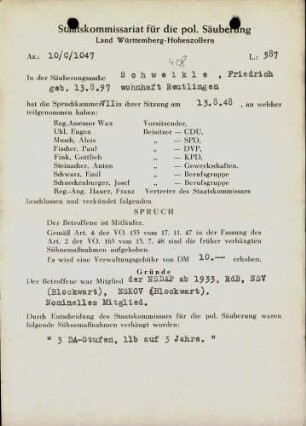 Staatskommissariat für die pol. Säuberung
Land Württemberg-Hohenzollern
Az.: 10/C/1047
L.: 587
408
In der Säuberungssache Schweikle, Friedrich
geb. 13.8.97 wohnhaft Reutlingen
hat die Spruchkammer VII in ihrer Sitzung am 13.8.48, an welcher
teilgenommen haben:
Reg.Assessor Wax Vorsitzender,
Ukl. Eugen Beisitzer — CDU,
Musch, Alois „ — SPD,
Fischer, Paul „ — DVP,
Fink, Gottlieb „ — KPD,
Steinacher, Anton „ — Gewerkschaften,
Schwarz, Emil „ — Berufsgruppe
Schneckenburger, Josef „ — Berufsgruppe
Reg.-Ang. Hauer, Franz Vertreter des Staatskommissars
beschlossen und verkündet folgenden
SPRUCH
Der Betroffene ist Mitläufer.
Gemäß Art. 4 der VO. 133 vom 17. 11. 47 in der Fassung des
Art. 2 der VO. 165 vom 13. 7. 48 sind die früher verhängten
Sühnemaßnahmen aufgehoben.
Es wird eine Verwaltungsgebühr von DM 10.-- erhoben.
Gründe
Der Betroffene war Mitglied der NSDAP ab 1933, RdB, NSV
(Blockwart), NSKOV (Blockwart).
Nominelles Mitglied.
Durch Entscheidung des Staatskommissars für die pol. Säuberung waren
folgende Sühnemaßnahmen verhängt worden:
" 3 DA-Stufen, 11b auf 3 Jahre. "